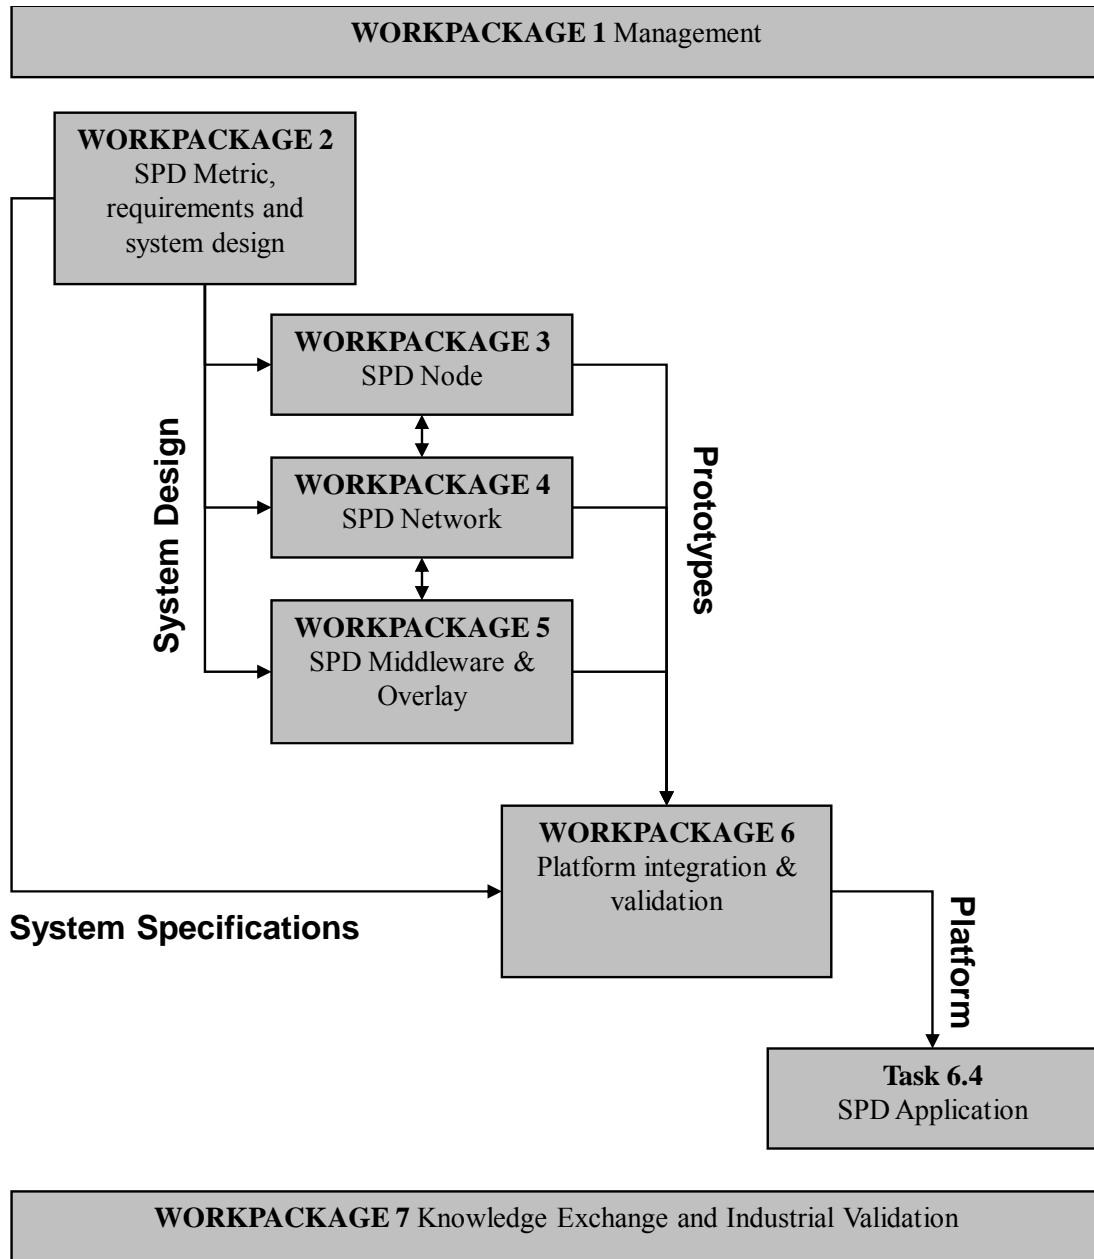 WORKPACKAGE 1 Management
WORKPACKAGE 2
SPD Metric,
requirements and
system design
WORKPACKAGE 3
SPD Node
System Design
WORKPACKAGE 4
SPD Network
Prototypes
WORKPACKAGE 5
SPD Middleware &
Overlay
WORKPACKAGE 6
Platform integration &
validation
System Specifications
Platform
Task 6.4
SPD Application
WORKPACKAGE 7 Knowledge Exchange and Industrial Validation